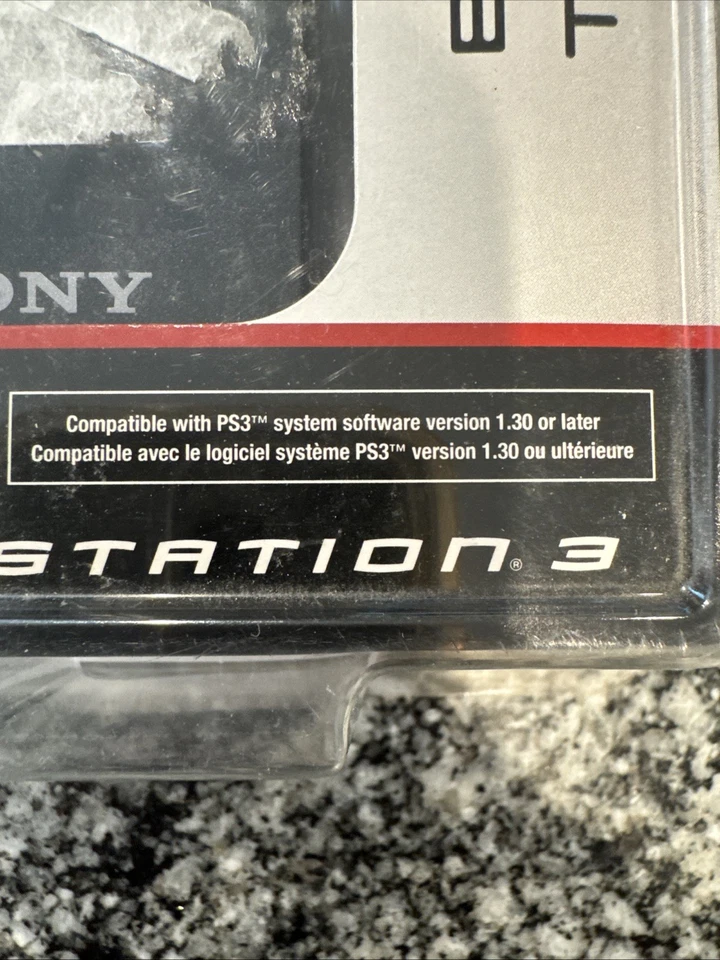 E
T
ONY
Compatible with PS3™ system software version 1.30 or later
Compatible avec le logiciel système PS3™ version 1.30 ou ultérieure
STATION® 3